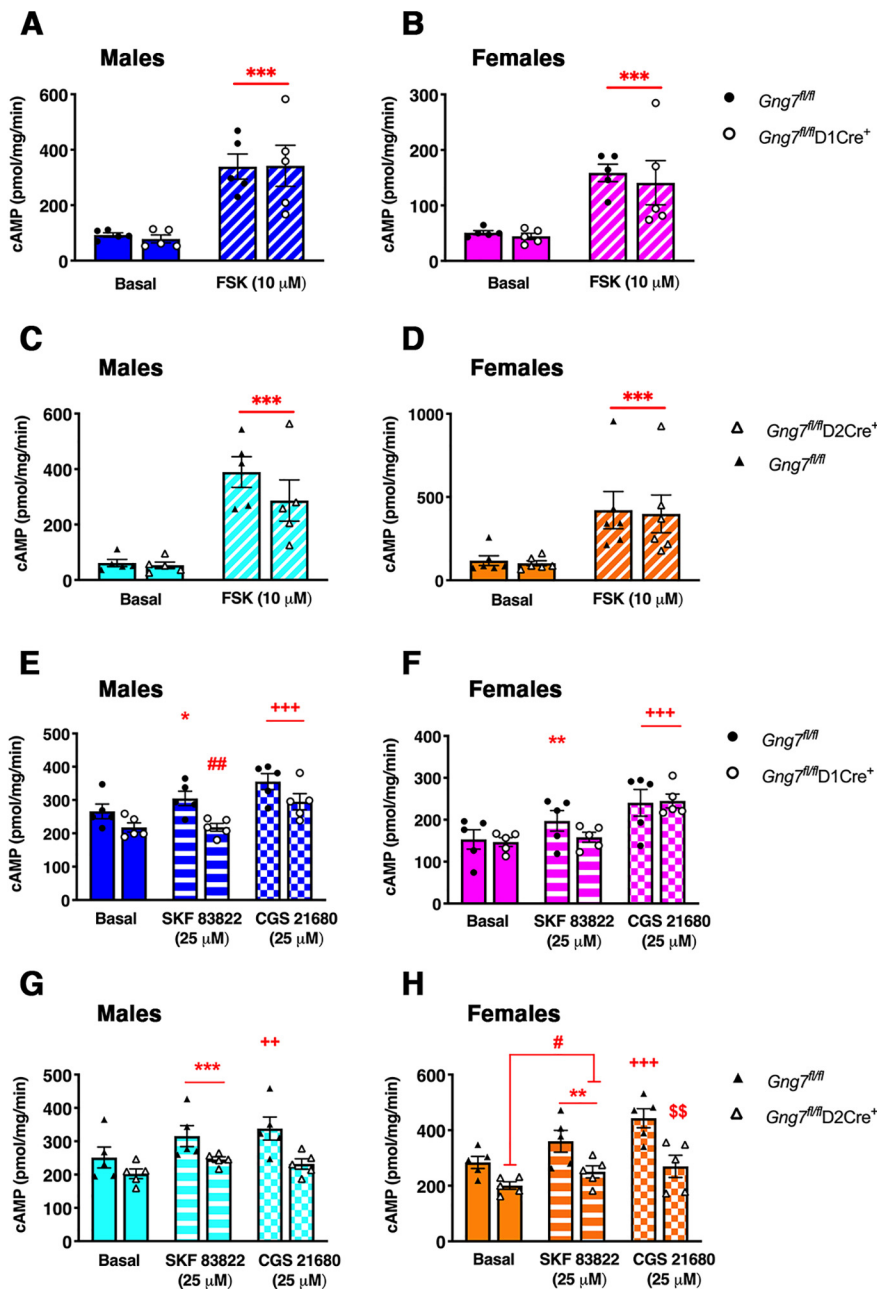 A
Males
cAMP (pmol/mg/min)
600
400
200
0
***
Basal
FSK (10 μM)
B
Females
cAMP (pmol/mg/min)
300
200
100
0
***
Basal
FSK (10 μM)
Gng7fl/fl
Gng7fl/flD1Cre+
C
Males
cAMP (pmol/mg/min)
600
400
200
0
***
Basal
FSK (10 μM)
D
Females
cAMP (pmol/mg/min)
1000
500
0
***
Basal
FSK (10 μM)
Gng7fl/flD2Cre+
Gng7fl/fl
E
Males
cAMP (pmol/mg/min)
500
400
300
200
100
0
*
##
+++
Basal
SKF 83822
(25 μM)
CGS 21680
(25 μM)
F
Females
cAMP (pmol/mg/min)
400
300
200
100
0
**
+++
Basal
SKF 83822
(25 μM)
CGS 21680
(25 μM)
Gng7fl/fl
Gng7fl/flD1Cre+
G
Males
cAMP (pmol/mg/min)
500
400
300
200
100
0
***
++
Basal
SKF 83822
(25 μM)
CGS 21680
(25 μM)
H
Females
cAMP (pmol/mg/min)
600
400
200
0
#
**
+++
$$
Basal
SKF 83822
(25 μM)
CGS 21680
(25 μM)
Gng7fl/fl
Gng7fl/flD2Cre+